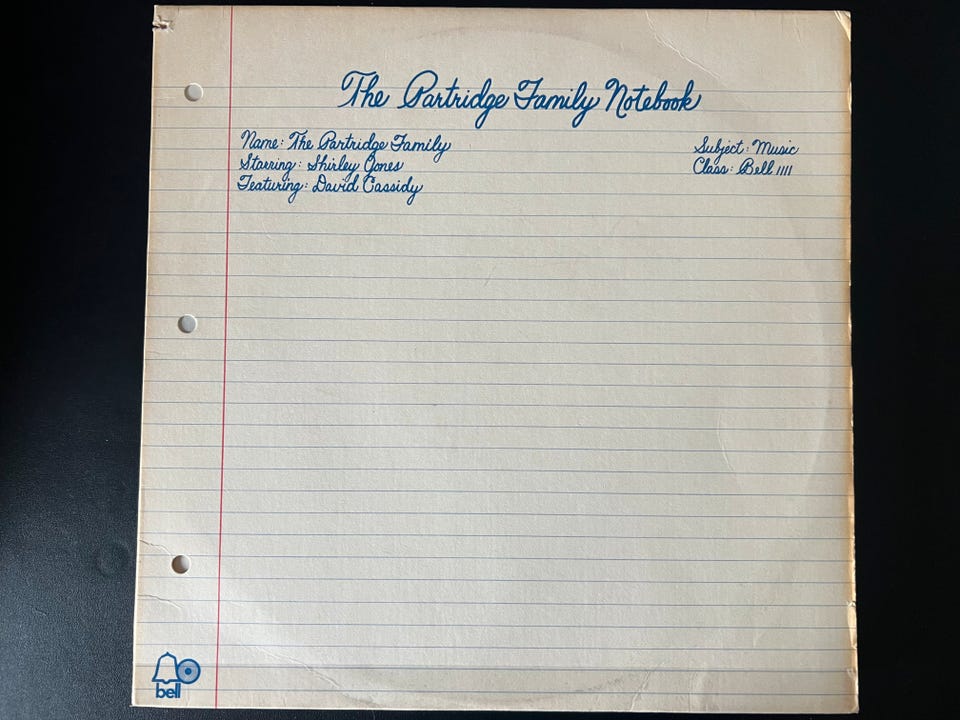 The Partridge Family Notebook
Name: The Partridge Family
Starring: Shirley Jones
Featuring: David Cassidy
Subject: Music
Class: Bell 1111
bell